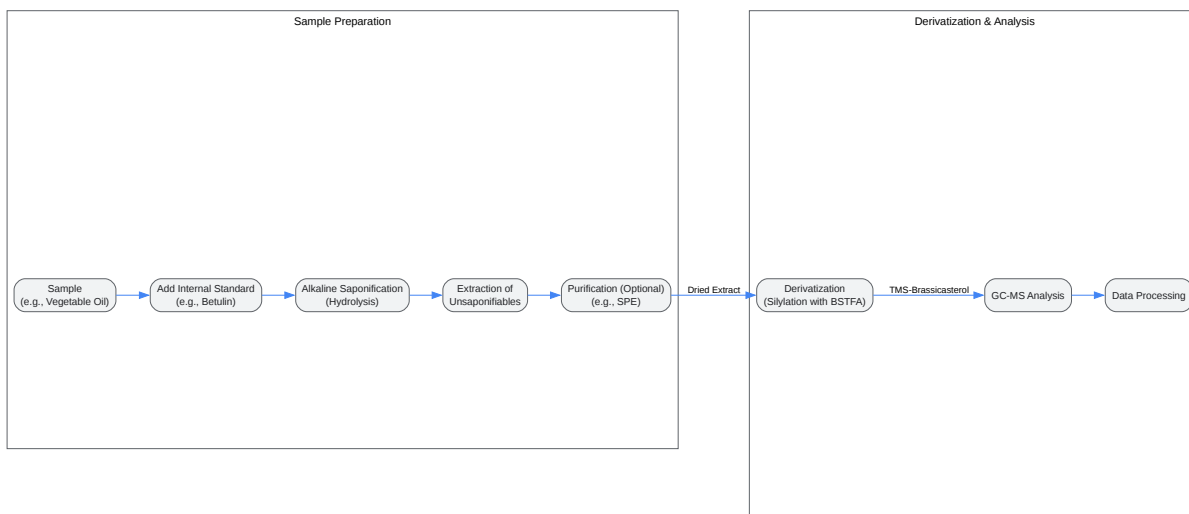 Sample Preparation
Derivatization & Analysis
Sample
(e.g., Vegetable Oil)
Add Internal Standard
(e.g., Betulin)
Alkaline Saponification
(Hydrolysis)
Extraction of
Unsaponifiables
Purification (Optional)
(e.g., SPE)
Dried Extract
Derivatization
(Silylation with BSTFA)
TMS-Brassicasterol
GC-MS Analysis
Data Processing